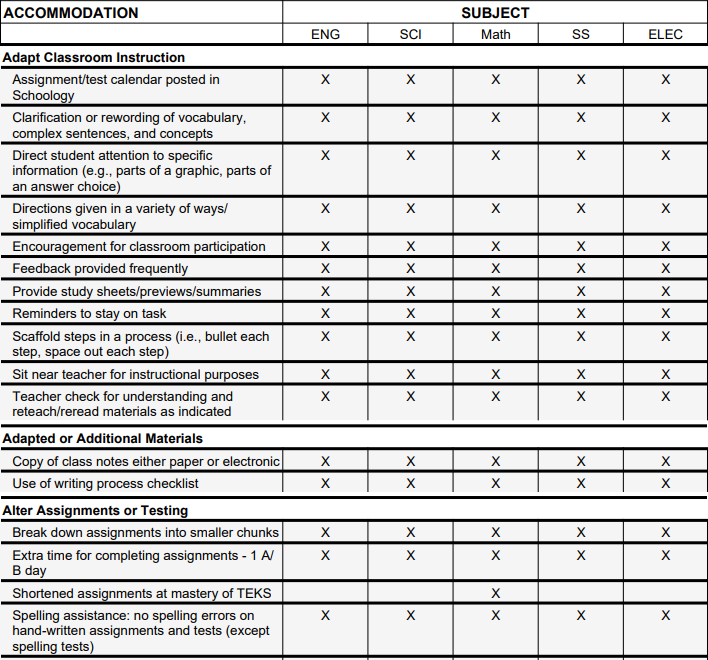 ACCOMMODATION SUBJECT
ENG SCI Math SS ELEC
Adapt Classroom Instruction
Assignment/test calendar posted in X X X X X
Schoology
Clarification or rewording of vocabulary, X X X X X
complex sentences, and concepts
Direct student attention to specific X X X X X
information (e.g., parts of a graphic, parts of
an answer choice)
Directions given in a variety of ways/ X X X X X
simplified vocabulary
Encouragement for classroom participation X X X X X
Feedback provided frequently X X X X X
Provide study sheets/previews/summaries X X X X X
Reminders to stay on task X X X X X
Scaffold steps in a process (i.e., bullet each X X X X X
step, space out each step)
Sit near teacher for instructional purposes X X X X X
Teacher check for understanding and X X X X X
reteach/reread materials as indicated
Adapted or Additional Materials
Copy of class notes either paper or electronic X X X X X
Use of writing process checklist X X X X X
Alter Assignments or Testing
Break down assignments into smaller chunks X X X X X
Extra time for completing assignments - 1 A/ X X X X X
B day
Shortened assignments at mastery of TEKS X
Spelling assistance: no spelling errors on X X X X X
hand-written assignments and tests (except
spelling tests)